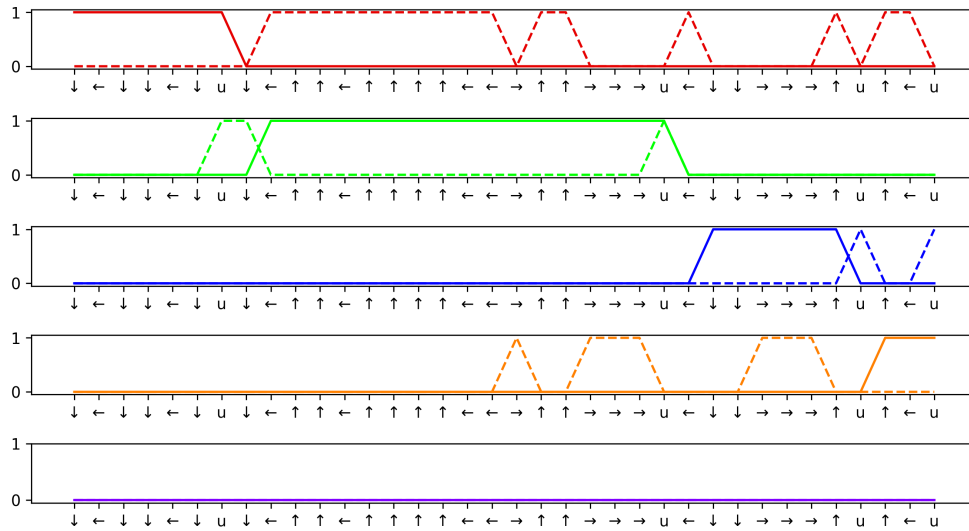 1
0
↓ ← ↓ ↓ ← ↓ u ↓ ← ↑ ↑ ← ↑ ↑ ↑ ↑ ← ← → ↑ ↑ → → → u ← ↓ ↓ → → → ↑ u ↑ ← u
1
0
↓ ← ↓ ↓ ← ↓ u ↓ ← ↑ ↑ ← ↑ ↑ ↑ ↑ ← ← → ↑ ↑ → → → u ← ↓ ↓ → → → ↑ u ↑ ← u
1
0
↓ ← ↓ ↓ ← ↓ u ↓ ← ↑ ↑ ← ↑ ↑ ↑ ↑ ← ← → ↑ ↑ → → → u ← ↓ ↓ → → → ↑ u ↑ ← u
1
0
↓ ← ↓ ↓ ← ↓ u ↓ ← ↑ ↑ ← ↑ ↑ ↑ ↑ ← ← → ↑ ↑ → → → u ← ↓ ↓ → → → ↑ u ↑ ← u
1
0
↓ ← ↓ ↓ ← ↓ u ↓ ← ↑ ↑ ← ↑ ↑ ↑ ↑ ← ← → ↑ ↑ → → → u ← ↓ ↓ → → → ↑ u ↑ ← u